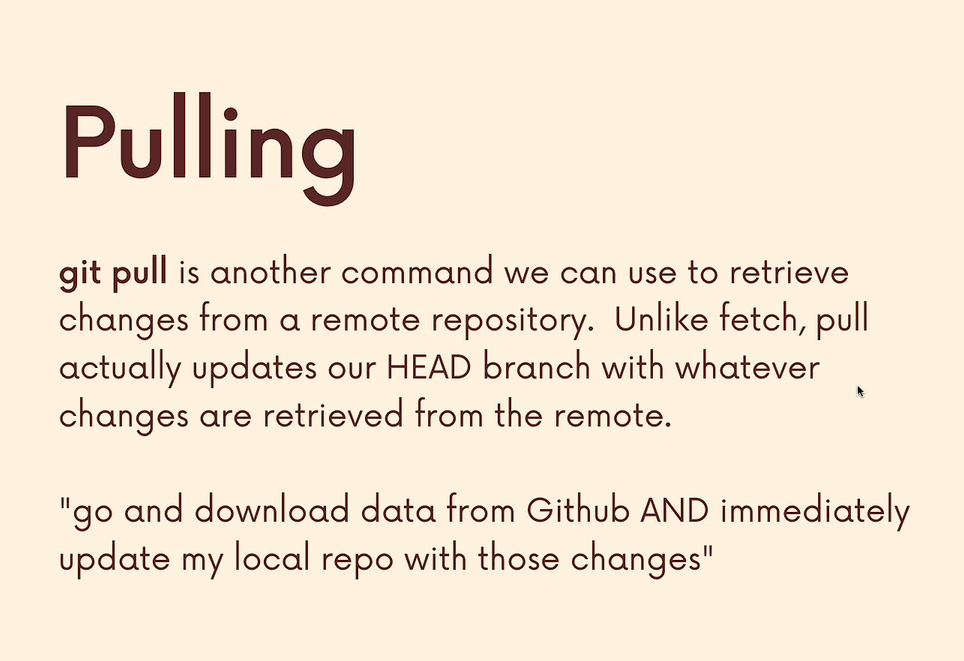 Pulling
git pull is another command we can use to retrieve
changes from a remote repository.  Unlike fetch, pull
actually updates our HEAD branch with whatever
changes are retrieved from the remote.
"go and download data from Github AND immediately
update my local repo with those changes"